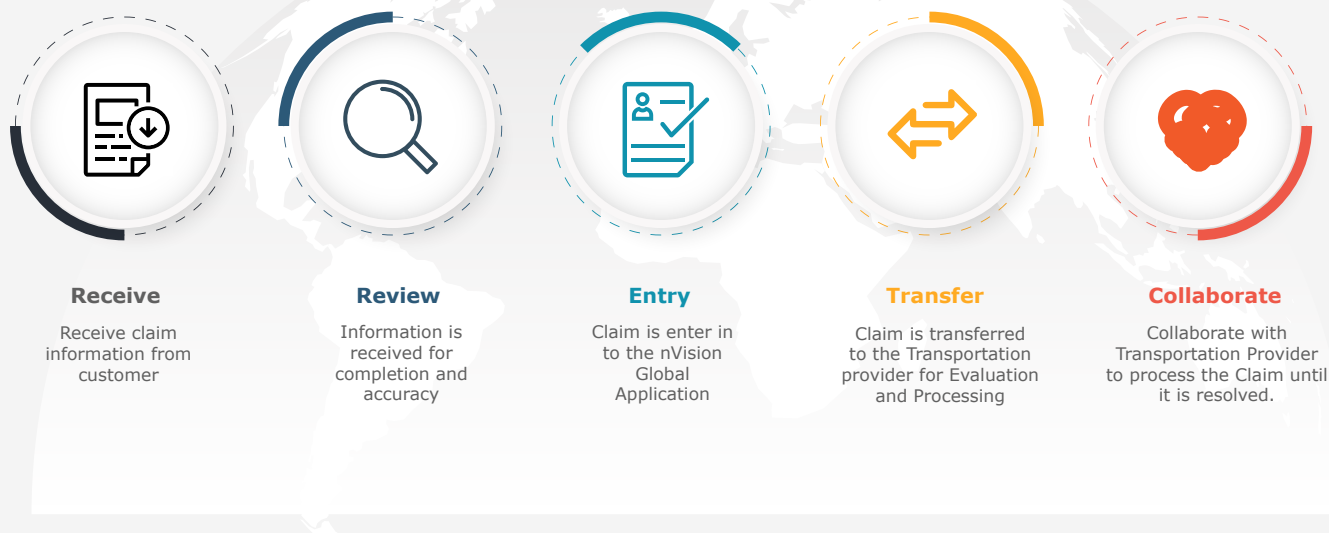 Receive
Receive claim
information from
customer
Review
Information is
received for
completion and
accuracy
Entry
Claim is enter in
to the nVision
Global
Application
Transfer
Claim is transferred
to the Transportation
provider for Evaluation
and Processing
Collaborate
Collaborate with
Transportation Provider
to process the Claim until
it is resolved.